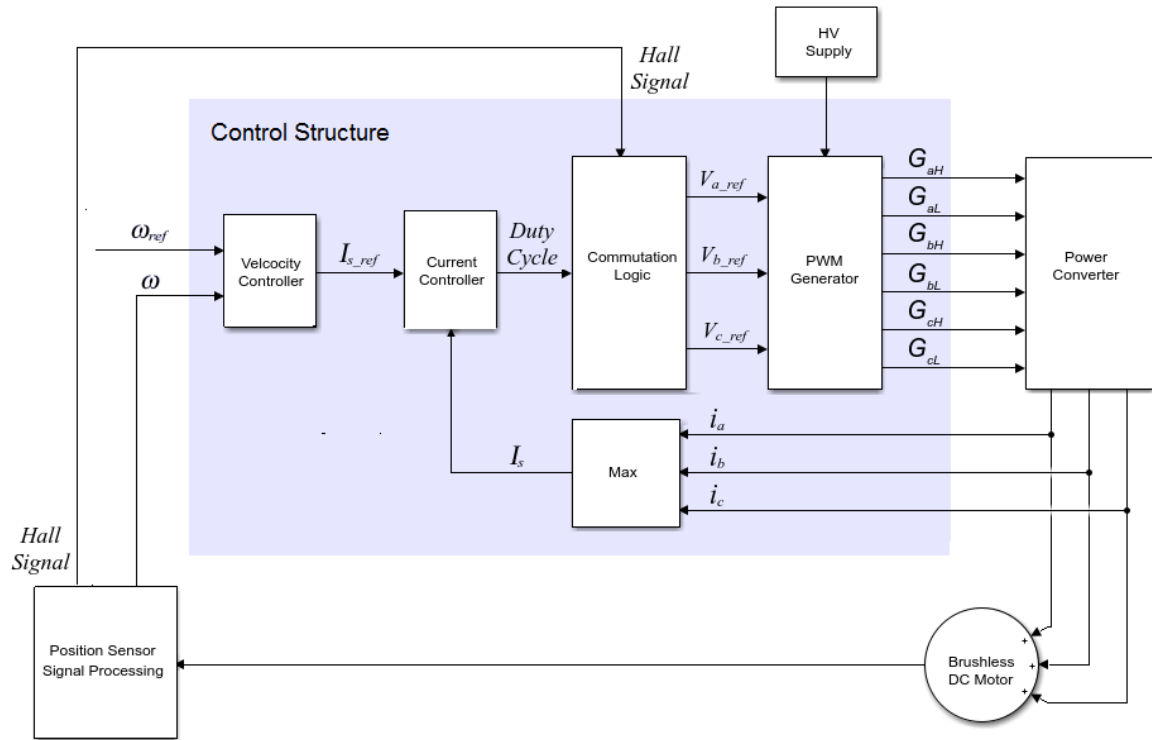 HV
Supply
Hall
Signal
Control Structure
ω_ref
ω
Velcocity
Controller
I_s_ref
Current
Controller
Duty
Cycle
Commutation
Logic
V_a_ref
V_b_ref
V_c_ref
PWM
Generator
G_aH
G_aL
G_bH
G_bL
G_cH
G_cL
Power
Converter
I_s
Max
i_a
i_b
i_c
Hall
Signal
Position Sensor
Signal Processing
Brushless
DC Motor
+
+
+